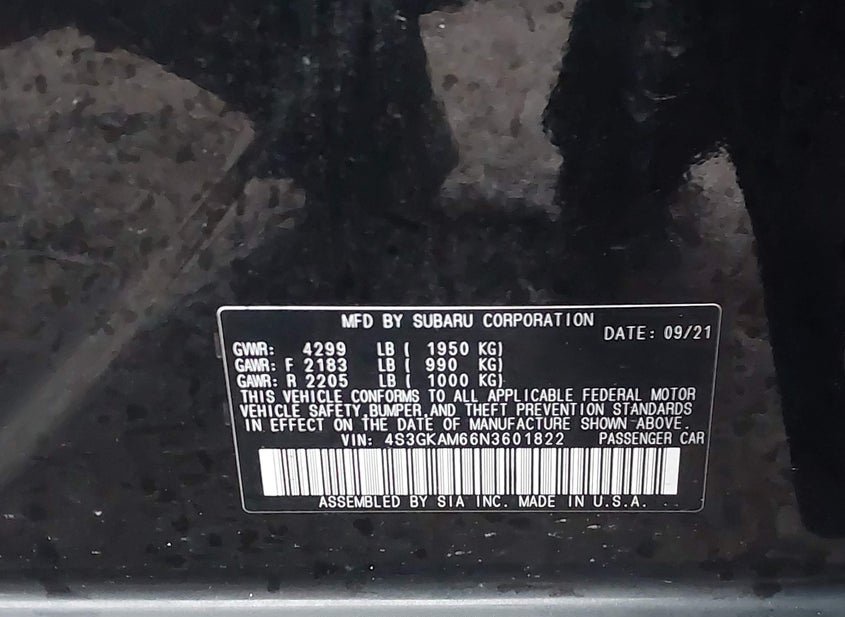 MFD BY SUBARU CORPORATION
DATE: 09/21
GVWR: 4299 LB ( 1950 KG)
GAWR: F 2183 LB ( 990 KG)
GAWR: R 2205 LB ( 1000 KG)
THIS VEHICLE CONFORMS TO ALL APPLICABLE FEDERAL MOTOR
VEHICLE SAFETY,BUMPER,AND THEFT PREVENTION STANDARDS
IN EFFECT ON THE DATE OF MANUFACTURE SHOWN ABOVE.
VIN: 4S3GKAM66N3601822 PASSENGER CAR
ASSEMBLED BY SIA INC. MADE IN U.S.A.